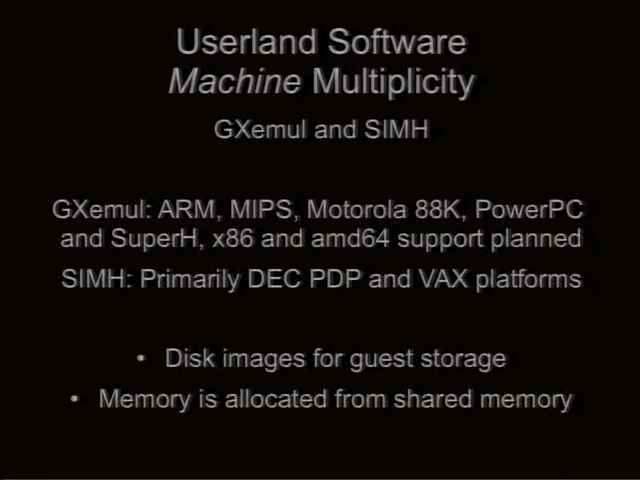 Userland Software
Machine Multiplicity
GXemul and SIMH
GXemul: ARM, MIPS, Motorola 88K, PowerPC
and SuperH, x86 and amd64 support planned
SIMH: Primarily DEC PDP and VAX platforms
• Disk images for guest storage
• Memory is allocated from shared memory